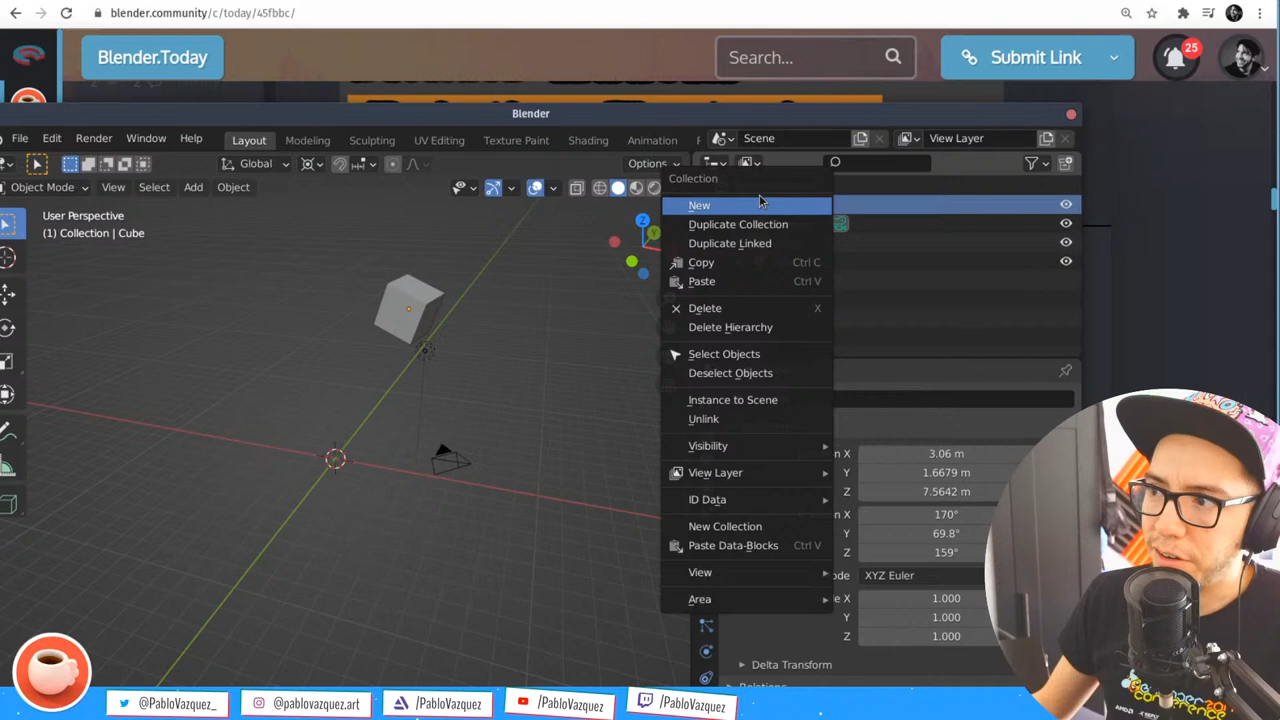 blender.community/c/today/45fbbc/
Blender.Today
Search...
Submit Link
25
Blender
File Edit Render Window Help
Layout Modeling Sculpting UV Editing Texture Paint Shading Animation
Scene
View Layer
Global
Options
Object Mode View Select Add Object
User Perspective
(1) Collection | Cube
Z
Y
Collection
New
Duplicate Collection
Duplicate Linked
Copy Ctrl C
Paste Ctrl V
Delete X
Delete Hierarchy
Select Objects
Deselect Objects
Instance to Scene
Unlink
Visibility
View Layer
ID Data
New Collection
Paste Data-Blocks Ctrl V
View
Area
n X 3.06 m
Y 1.6679 m
Z 7.5642 m
n X 170°
Y 69.8°
Z 159°
ode XYZ Euler
e X 1.000
Y 1.000
Z 1.000
Delta Transform
@PabloVazquez_
@pablovazquez.art
/PabloVazquez
/PabloVazquez
/PabloVazquez